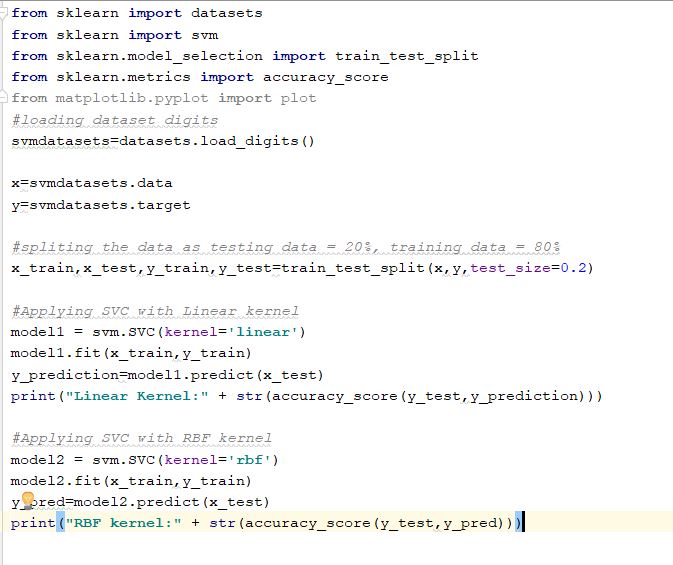 from sklearn import datasets
from sklearn import svm
from sklearn.model_selection import train_test_split
from sklearn.metrics import accuracy_score
from matplotlib.pyplot import plot
#loading dataset digits
svmdatasets=datasets.load_digits()
x=svmdatasets.data
y=svmdatasets.target
#spliting the data as testing data = 20%, training data = 80%
x_train,x_test,y_train,y_test=train_test_split(x,y,test_size=0.2)
#Applying SVC with Linear kernel
model1 = svm.SVC(kernel='linear')
model1.fit(x_train,y_train)
y_prediction=model1.predict(x_test)
print("Linear Kernel:" + str(accuracy_score(y_test,y_prediction)))
#Applying SVC with RBF kernel
model2 = svm.SVC(kernel='rbf')
model2.fit(x_train,y_train)
y_pred=model2.predict(x_test)
print("RBF kernel:" + str(accuracy_score(y_test,y_pred)))